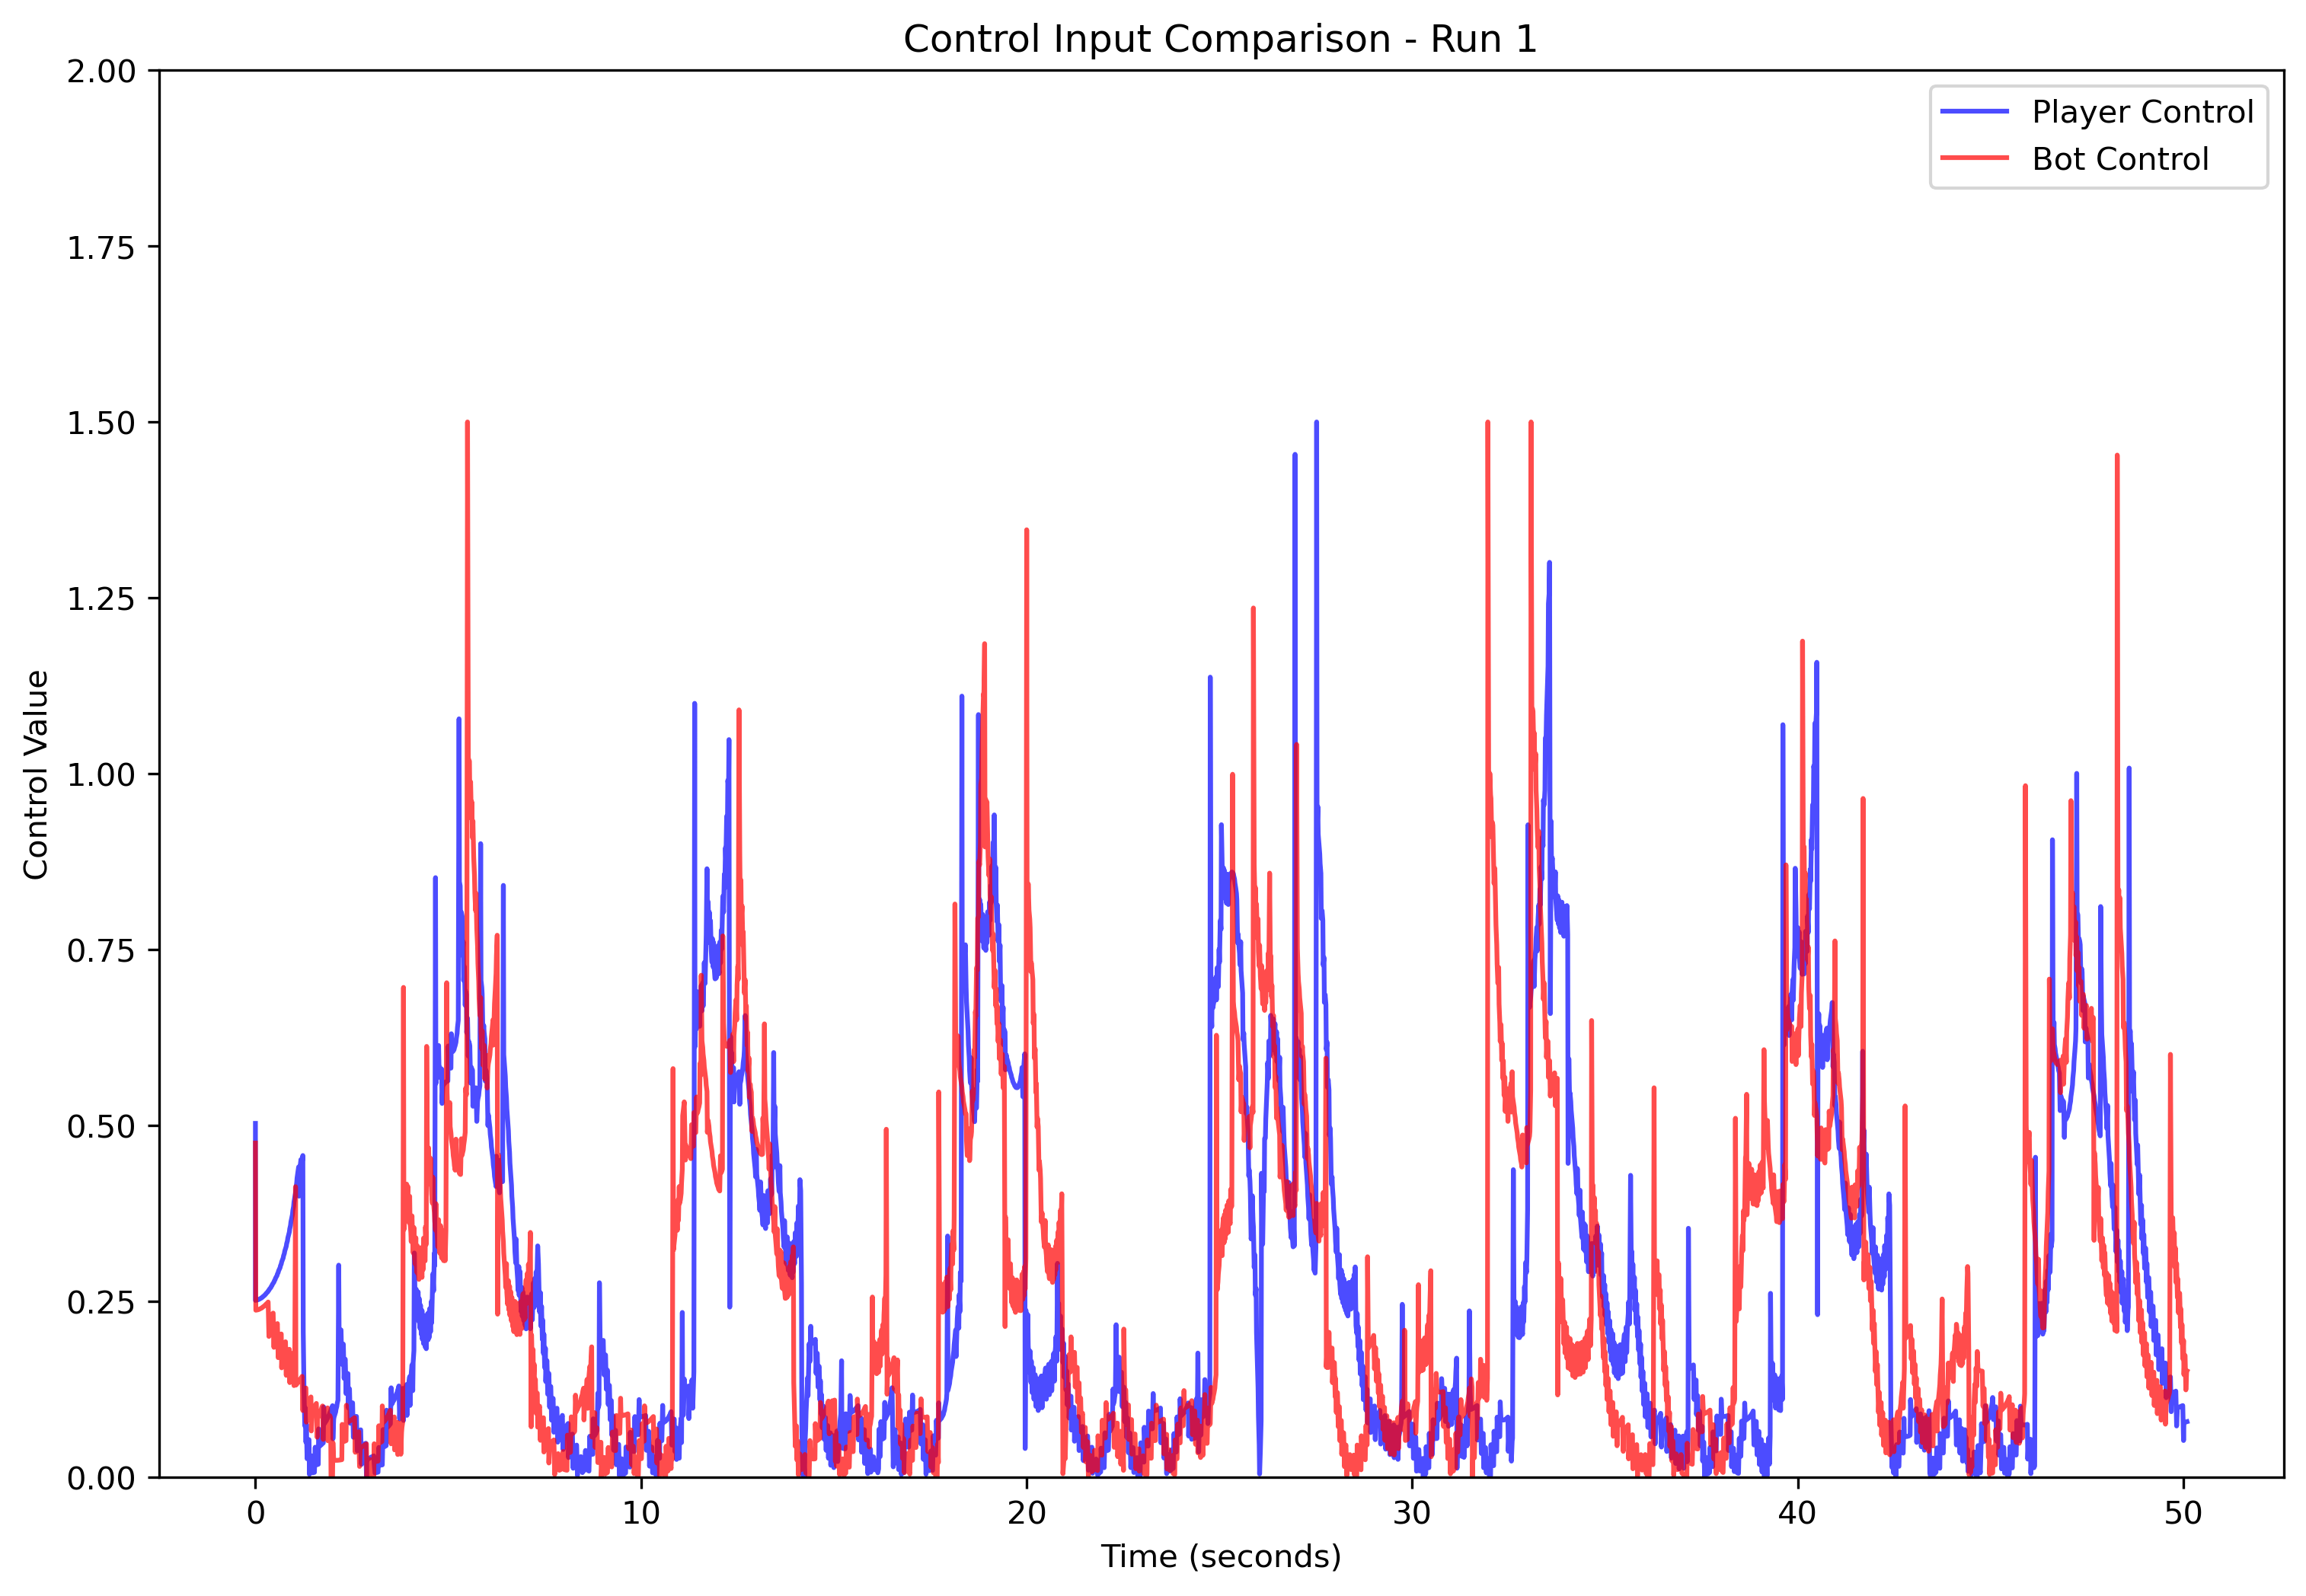 Control Input Comparison - Run 1
2.00
1.75
1.50
1.25
1.00
0.75
0.50
0.25
0.00
Control Value
Player Control
Bot Control
0 10 20 30 40 50
Time (seconds)